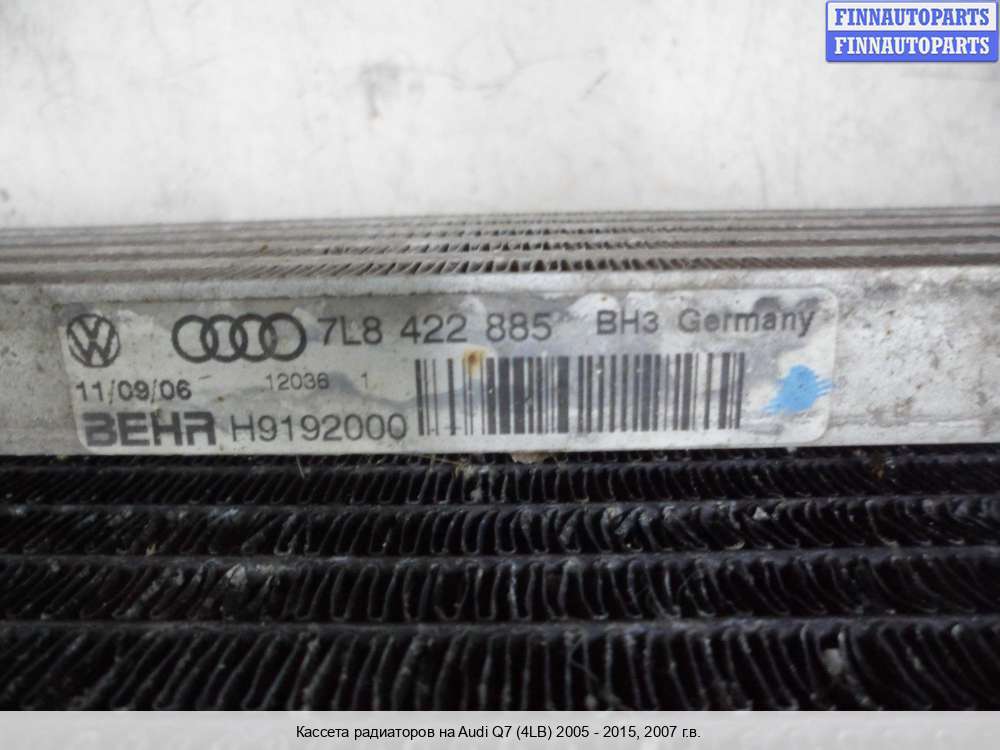 FINNAUTOPARTS
FINNAUTOPARTS
7L8 422 885 BH3 Germany
11/09/06 12036 1
BEHR H9192000
Кассета радиаторов на Audi Q7 (4LB) 2005 - 2015, 2007 г.в.